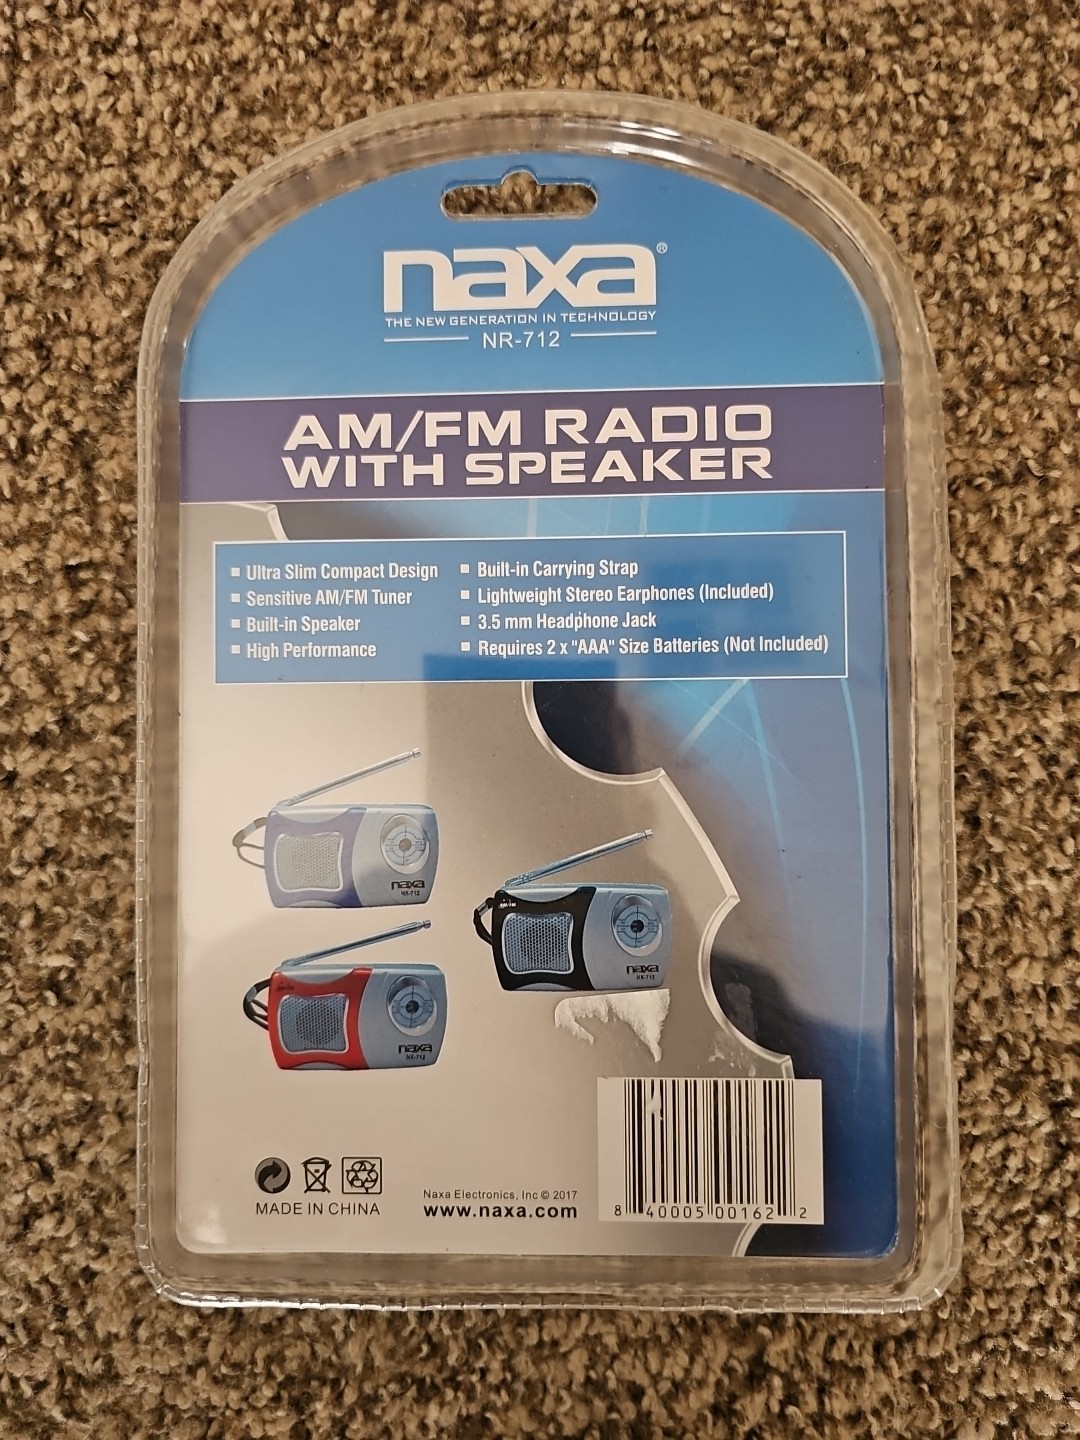 naxa®
THE NEW GENERATION IN TECHNOLOGY
NR-712
AM/FM RADIO
WITH SPEAKER
▪ Ultra Slim Compact Design
▪ Sensitive AM/FM Tuner
▪ Built-in Speaker
▪ High Performance
▪ Built-in Carrying Strap
▪ Lightweight Stereo Earphones (Included)
▪ 3.5 mm Headphone Jack
▪ Requires 2 x "AAA" Size Batteries (Not Included)
naxa
NX-712
naxa
NX-712
naxa
NX-712
MADE IN CHINA
Naxa Electronics, Inc © 2017
www.naxa.com
8 40005 00162 2